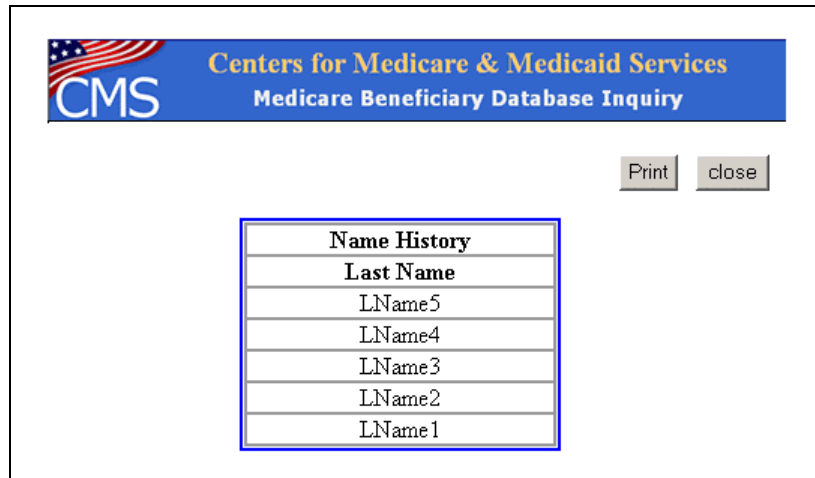 CMS
Centers for Medicare & Medicaid Services
Medicare Beneficiary Database Inquiry
Print close
Name History
Last Name
LName5
LName4
LName3
LName2
LName1